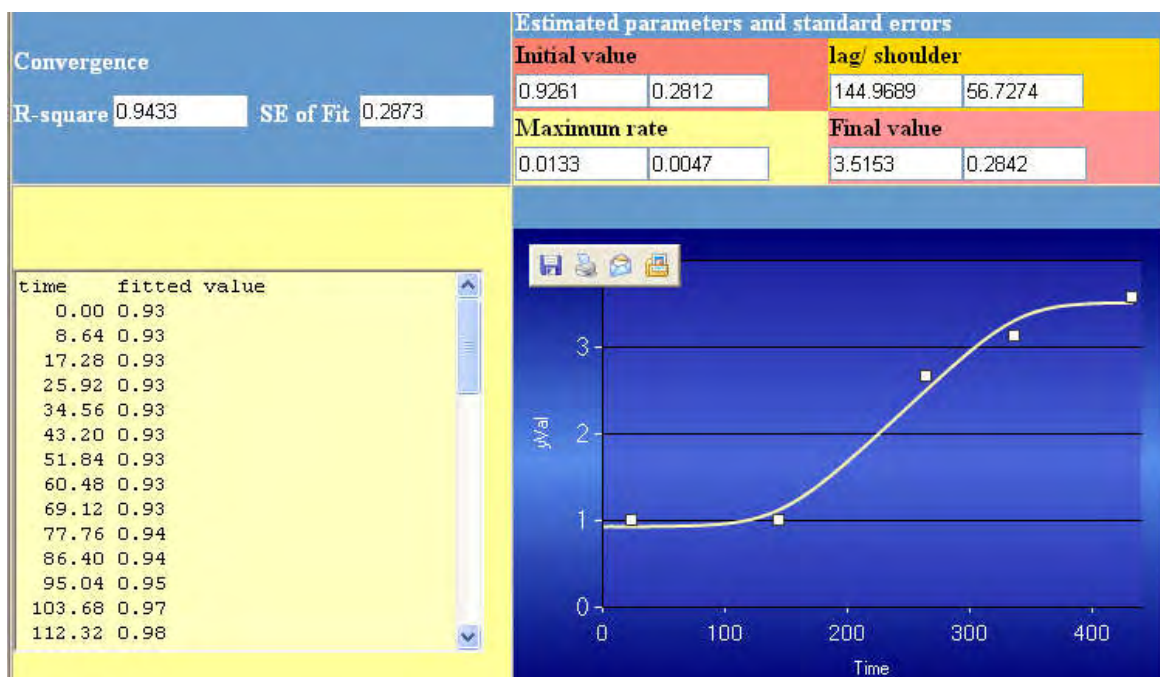 Convergence
R-square 0.9433 SE of Fit 0.2873
Estimated parameters and standard errors
Initial value
0.9261 0.2812
lag/ shoulder
144.9689 56.7274
Maximum rate
0.0133 0.0047
Final value
3.5153 0.2842
time fitted value
0.00 0.93
8.64 0.93
17.28 0.93
25.92 0.93
34.56 0.93
43.20 0.93
51.84 0.93
60.48 0.93
69.12 0.93
77.76 0.94
86.40 0.94
95.04 0.95
103.68 0.97
112.32 0.98
yVal
3
2
1
0
0 100 200 300 400
Time